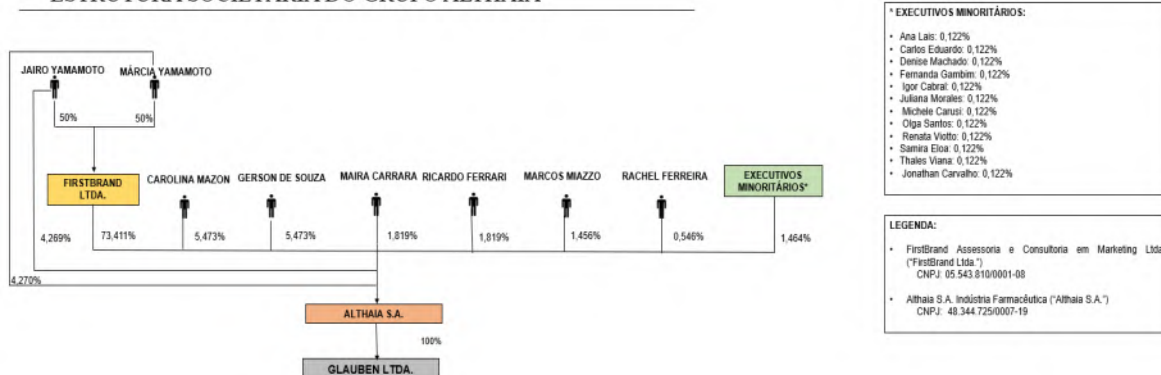 ESTRUTURA SOCIETÁRIA DO GRUPO ALTHAIA
JAIRO YAMAMOTO
MÁRCIA YAMAMOTO
50%
50%
FIRSTBRAND
LTDA.
CAROLINA MAZON
GERSON DE SOUZA
MAIRA CARRARA
RICARDO FERRARI
MARCOS MIAZZO
RACHEL FERREIRA
EXECUTIVOS
MINORITÁRIOS*
4,269%
73,411%
5,473%
5,473%
1,819%
1,819%
1,456%
0,546%
1,464%
4,270%
ALTHAIA S.A.
100%
GLAUBEN LTDA.
* EXECUTIVOS MINORITÁRIOS:
• Ana Lais: 0,122%
• Carlos Eduardo: 0,122%
• Denise Machado: 0,122%
• Fernanda Gambim: 0,122%
• Igor Cabral: 0,122%
• Juliana Morales: 0,122%
• Michele Carusi: 0,122%
• Olga Santos: 0,122%
• Renata Viotto: 0,122%
• Samira Eloa: 0,122%
• Thales Viana: 0,122%
• Jonathan Carvalho: 0,122%
LEGENDA:
• FirstBrand Assessoria e Consultoria em Marketing Ltda
("FirstBrand Ltda.")
CNPJ: 05.543.810/0001-08
• Althaia S.A. Indústria Farmacêutica ("Althaia S.A.")
CNPJ: 48.344.725/0007-19